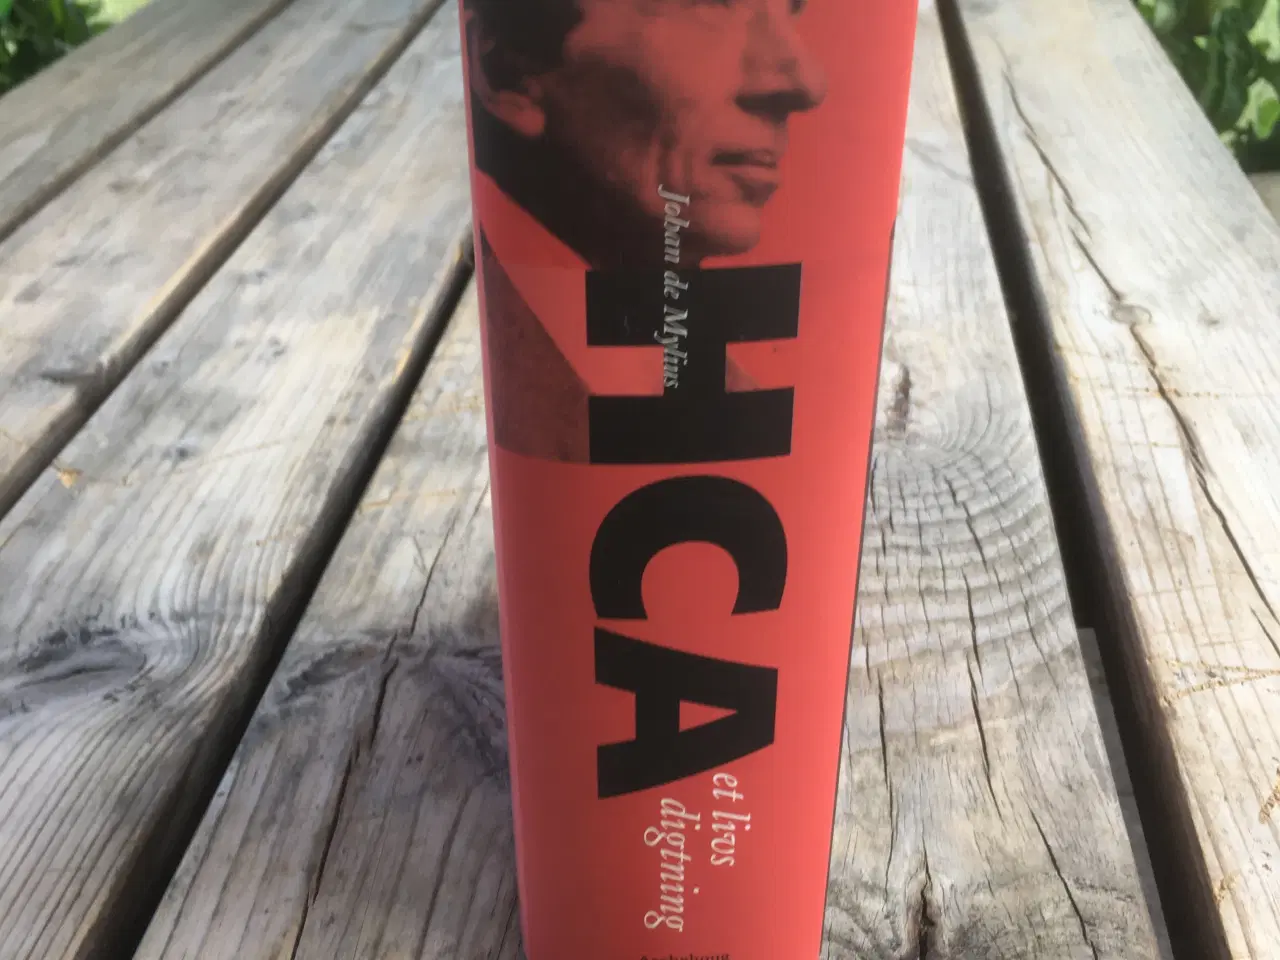 Johan de Mylius
HCA
et livs
digtning